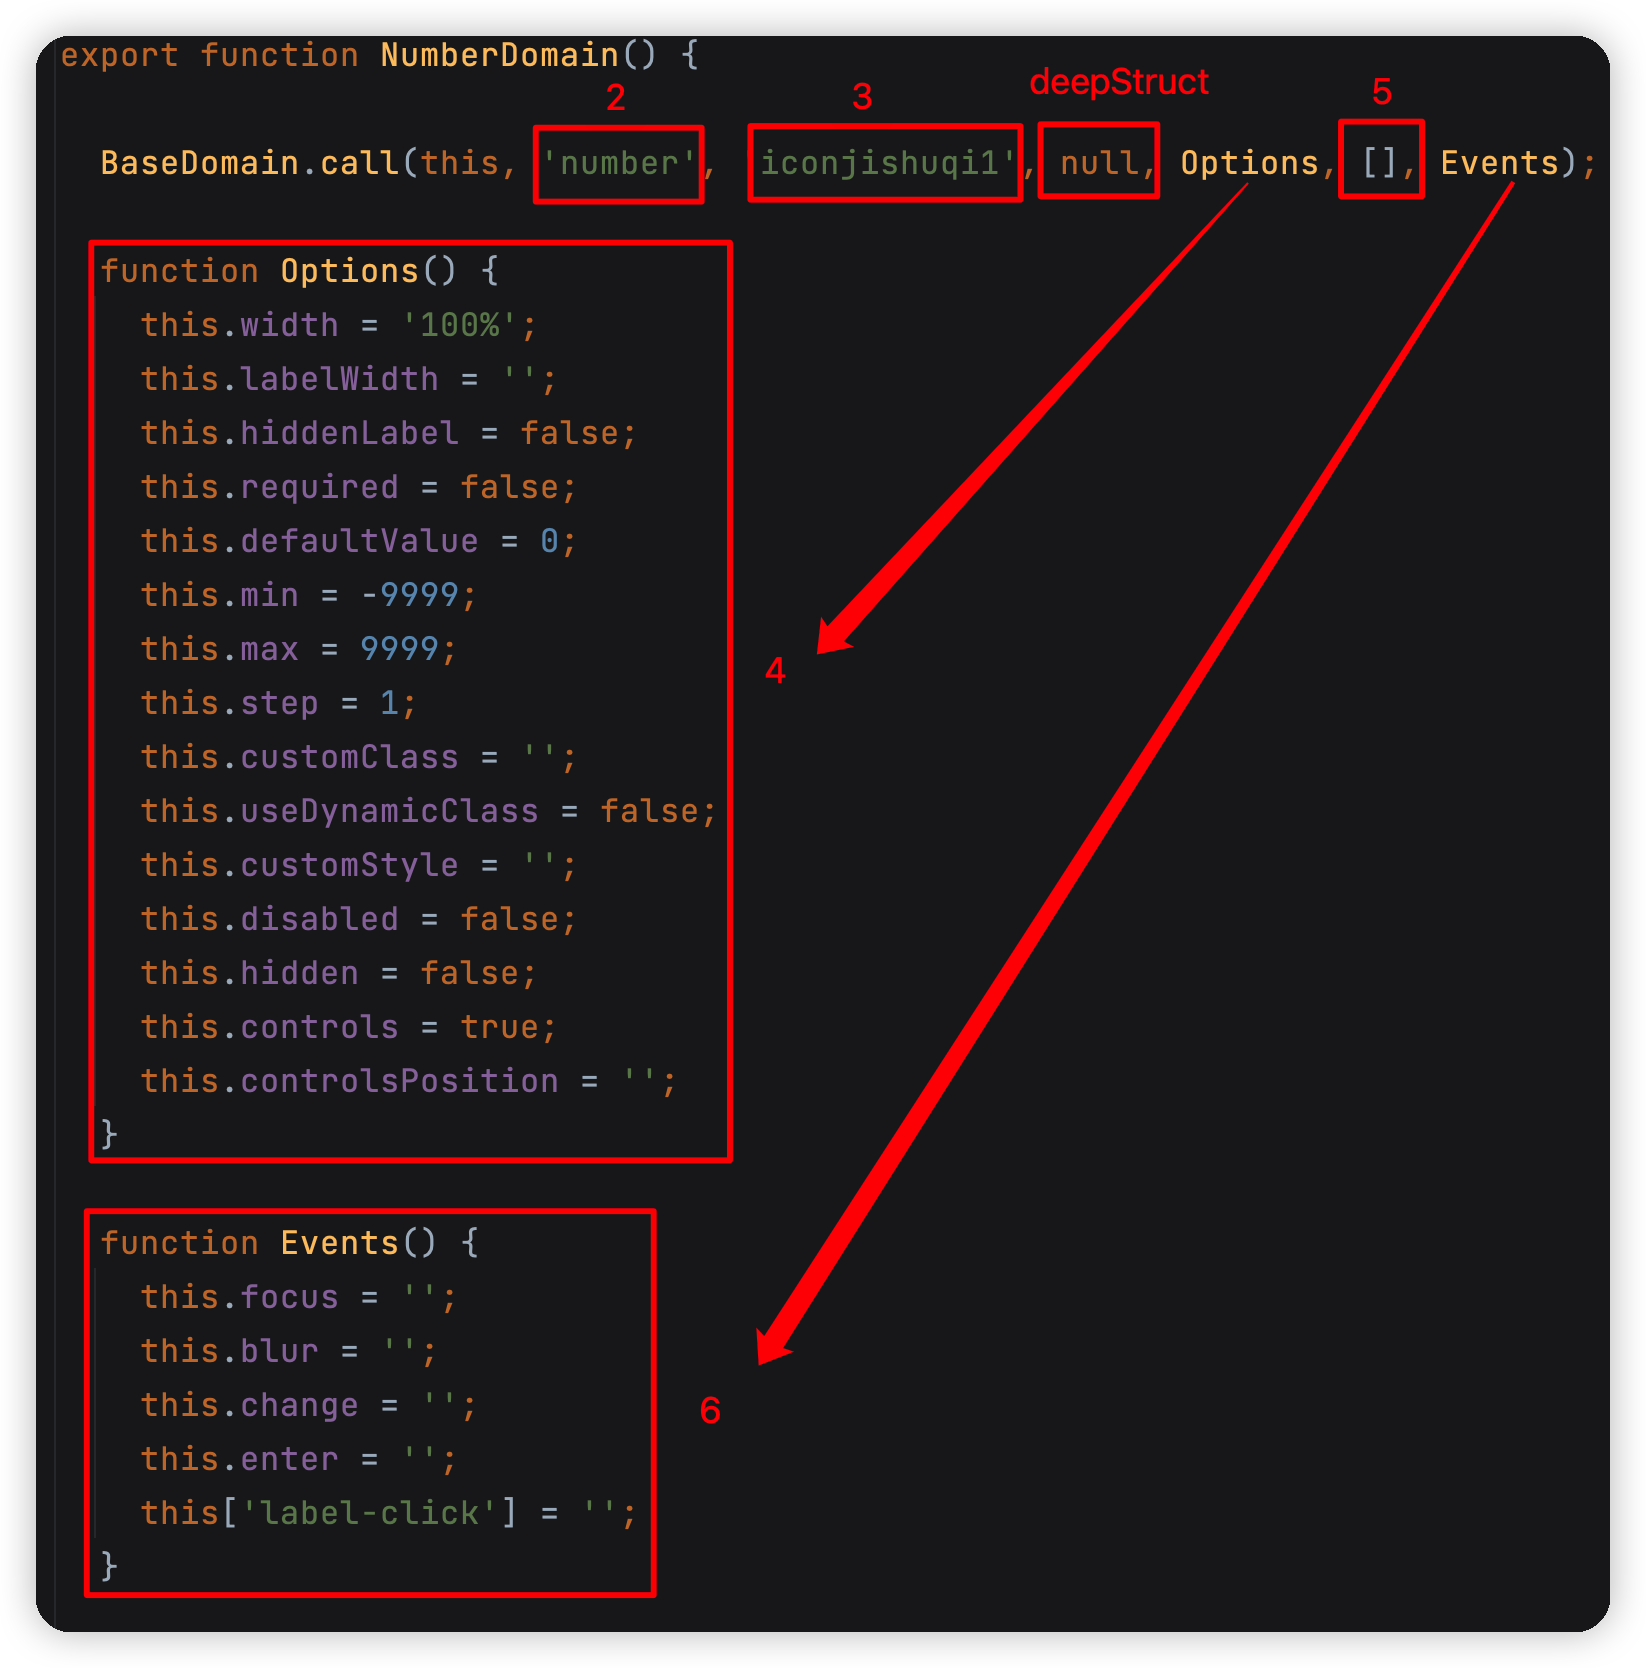 export function NumberDomain() {
2 3 deepStruct 5
BaseDomain.call(this, 'number', iconjishuqi1', null, Options, [], Events);
function Options() {
this.width = '100%';
this.labelWidth = '';
this.hiddenLabel = false;
this.required = false;
this.defaultValue = 0;
this.min = -9999;
this.max = 9999;
4
this.step = 1;
this.customClass = '';
this.useDynamicClass = false;
this.customStyle = '';
this.disabled = false;
this.hidden = false;
this.controls = true;
this.controlsPosition = '';
}
function Events() {
this.focus = '';
this.blur = '';
this.change = '';
6
this.enter = '';
this['label-click'] = '';
}